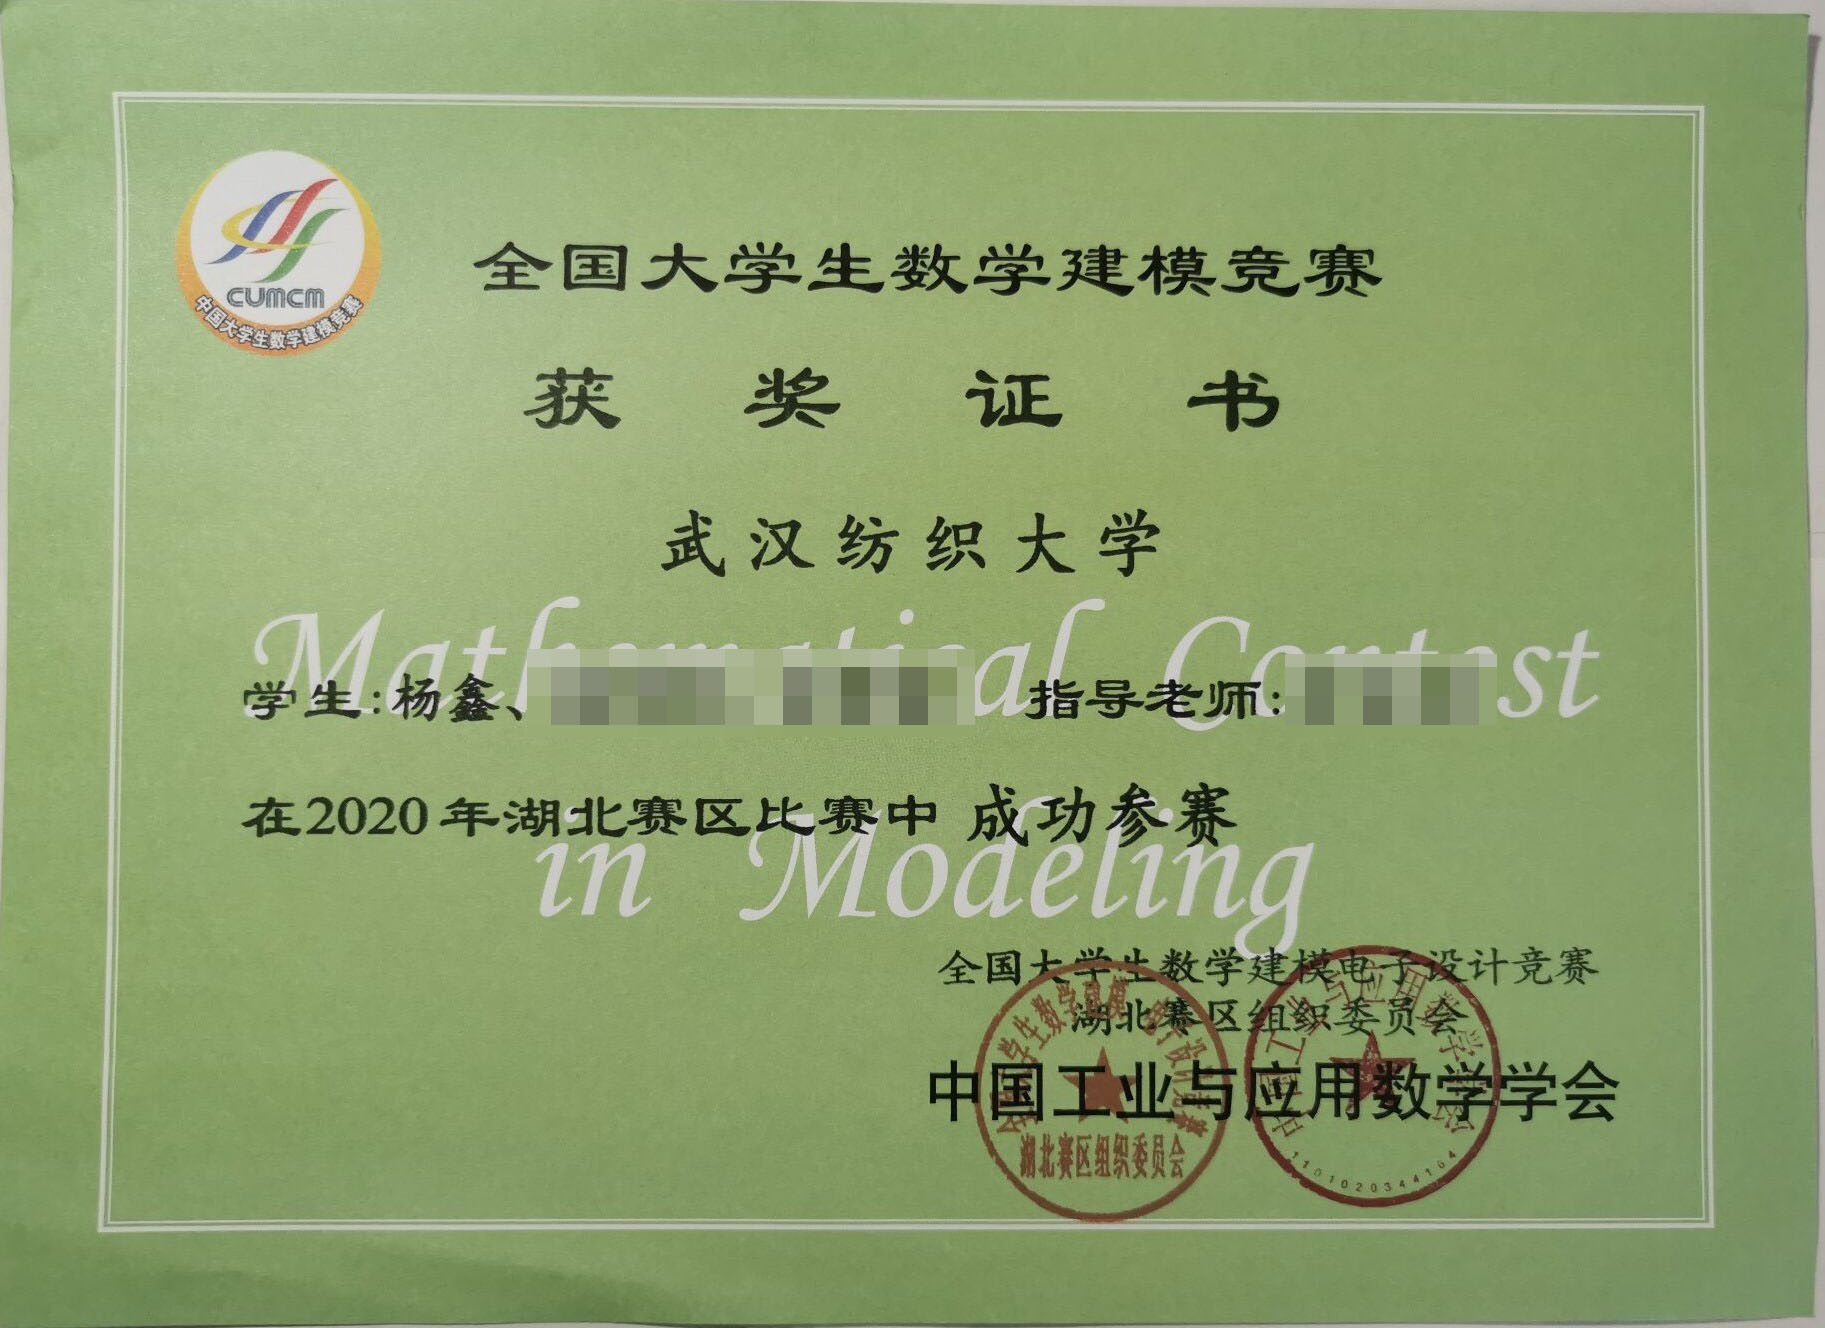 CUMCM
中国大学生数学建模竞赛
全国大学生数学建模竞赛
获奖证书
武汉纺织大学
Mathematical Contest
学生:杨鑫、 指导老师:
在2020年湖北赛区比赛中 成功参赛
in Modeling
全国大学生数学建模电子设计竞赛
湖北赛区组织委员会
中国工业与应用数学学会
全国大学生数学建模 电子设计竞赛
湖北赛区组织委员会
中国工业与应用数学学会
1101020344104